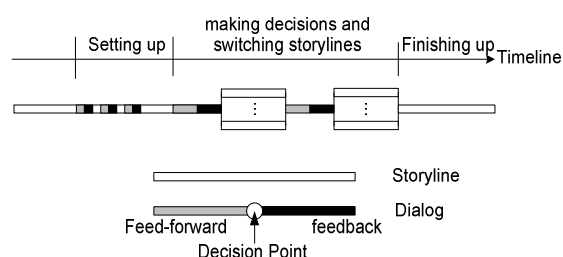 making decisions and
Setting up
switching storylines
Finishing up
Timeline
⋮
⋮
Storyline
Dialog
Feed-forward
feedback
Decision Point